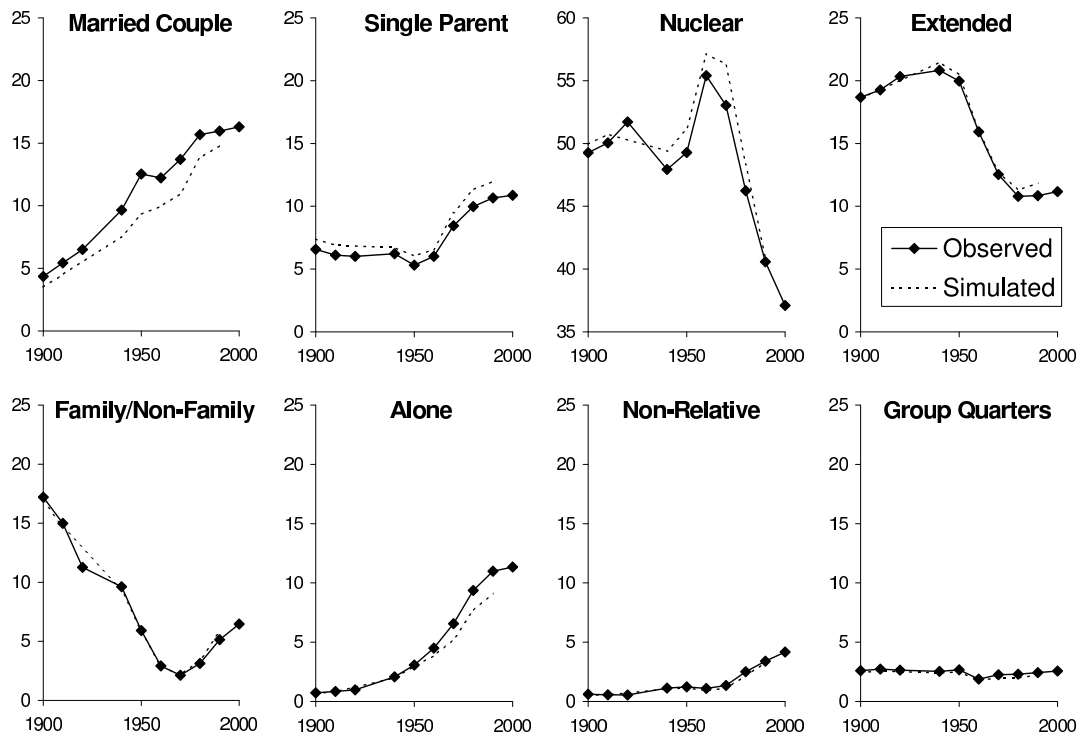 Married Couple
25
20
15
10
5
0
1900 1950 2000
Single Parent
25
20
15
10
5
0
1900 1950 2000
Nuclear
60
55
50
45
40
35
1900 1950 2000
Extended
25
20
15
10
5
0
1900 1950 2000
Observed
Simulated
Family/Non-Family
25
20
15
10
5
0
1900 1950 2000
Alone
25
20
15
10
5
0
1900 1950 2000
Non-Relative
25
20
15
10
5
0
1900 1950 2000
Group Quarters
25
20
15
10
5
0
1900 1950 2000